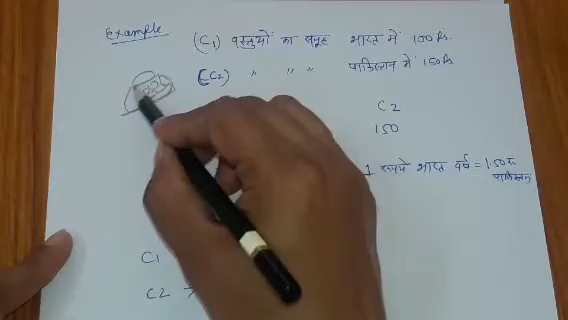 Example
(C1) वस्तुओं का समूह भारत में 100 Rs.
(C2) " " " पाकिस्तान में 150 Rs
C2
150
1 रूपये भारत वर्ष = 1.50 रू
पाकिस्तान
C1
C2